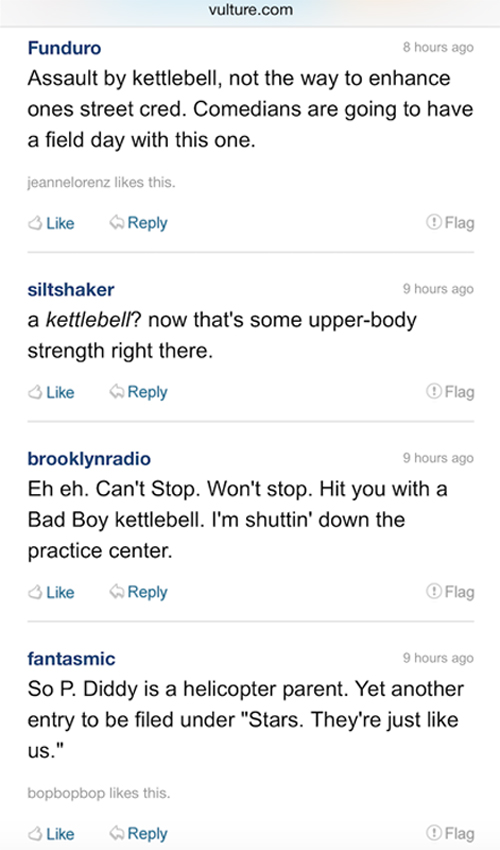 vulture.com
Funduro 8 hours ago
Assault by kettlebell, not the way to enhance
ones street cred. Comedians are going to have
a field day with this one.
jeannelorenz likes this.
Like Reply Flag
siltshaker 9 hours ago
a kettlebell? now that's some upper-body
strength right there.
Like Reply Flag
brooklynradio 9 hours ago
Eh eh. Can't Stop. Won't stop. Hit you with a
Bad Boy kettlebell. I'm shuttin' down the
practice center.
Like Reply Flag
fantasmic 9 hours ago
So P. Diddy is a helicopter parent. Yet another
entry to be filed under "Stars. They're just like
us."
bopbopbop likes this.
Like Reply Flag